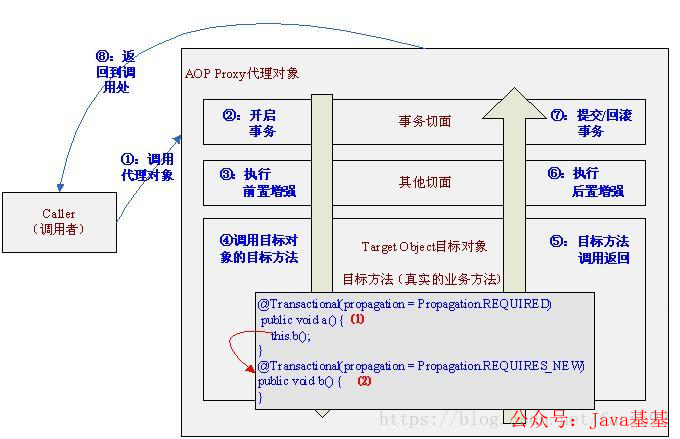 ⑧：返
回到调
用处
AOP Proxy代理对象
②：开启
事务
事务切面
⑦：提交/回滚
事务
①：调用
代理对象
③：执行
前置增强
其他切面
⑥：执行
后置增强
Caller
（调用者）
④调用目标对
象的目标方法
Target Object目标对象
⑤：目标方法
调用返回
目标方法（真实的业务方法）
@Transactional(propagation = Propagation.REQUIRED)
public void a() { (1)
this.b();
}
@Transactional(propagation = Propagation.REQUIRES_NEW)
public void b() { (2)
}
https://blog.
公众号：Java基基